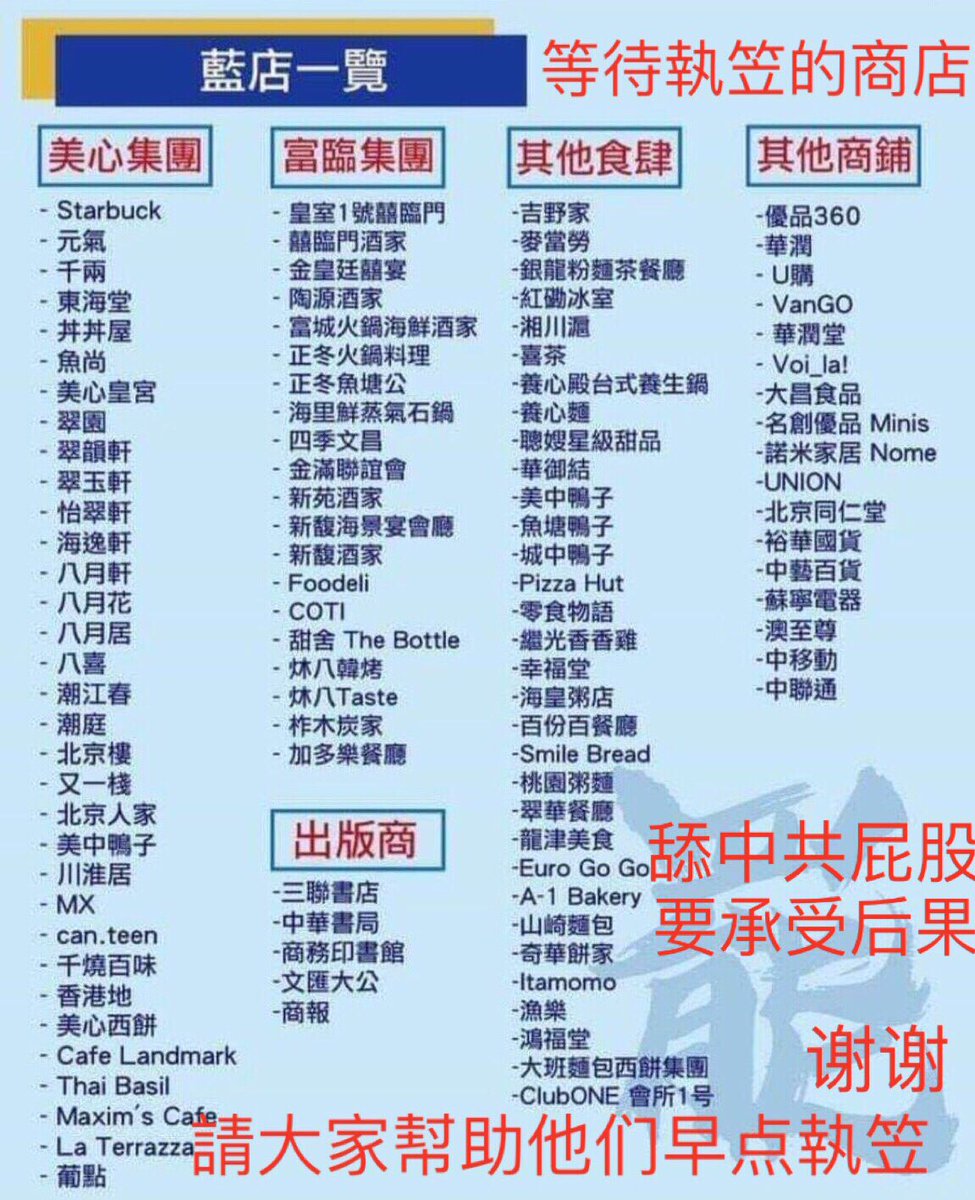 藍店一覽
等待執笠的商店
美心集團
- Starbuck
- 元氣
- 千兩
- 東海堂
- 丼丼屋
- 魚尚
- 美心皇宮
- 翠園
- 翠韻軒
- 翠玉軒
- 怡翠軒
- 海逸軒
- 八月軒
- 八月花
- 八月居
- 八喜
- 潮江春
- 潮庭
- 北京樓
- 又一棧
- 北京人家
- 美中鴨子
- 川淮居
- MX
- can.teen
- 千燒百味
- 香港地
- 美心西餅
- Cafe Landmark
- Thai Basil
- Maxim's Cafe
- La Terrazza
- 葡點
富臨集團
- 皇室1號囍臨門
- 囍臨門酒家
- 金皇廷囍宴
- 陶源酒家
- 富城火鍋海鮮酒家
- 正冬火鍋料理
- 正冬魚塘公
- 海里鮮蒸氣石鍋
- 四季文昌
- 金滿聯誼會
- 新苑酒家
- 新馥海景宴會廳
- 新馥酒家
- Foodeli
- COTI
- 甜舍 The Bottle
- 炑八韓烤
- 炑八Taste
- 柞木炭家
- 加多樂餐廳
出版商
-三聯書店
-中華書局
-商務印書館
-文匯大公
-商報
其他食肆
-吉野家
-麥當勞
-銀龍粉麵茶餐廳
-紅磡冰室
-湘川滬
-喜茶
-養心殿台式養生鍋
-養心麵
-聰嫂星級甜品
-華御結
-美中鴨子
-魚塘鴨子
-城中鴨子
-Pizza Hut
-零食物語
-繼光香香雞
-幸福堂
-海皇粥店
-百份百餐廳
-Smile Bread
-桃園粥麵
-翠華餐廳
-龍津美食
-Euro Go Go
-A-1 Bakery
-山崎麵包
-奇華餅家
-Itamomo
-漁樂
-鴻福堂
-大班麵包西餅集團
-ClubONE 會所1号
其他商鋪
-優品360
-華潤
- U購
- VanGO
- 華潤堂
- Voi_la!
-大昌食品
-名創優品 Minis
-諾米家居 Nome
-UNION
-北京同仁堂
-裕華國貨
-中藝百貨
-蘇寧電器
-澳至尊
-中移動
-中聯通
舔中共屁股
要承受后果
谢谢
請大家幫助他们早点執笠